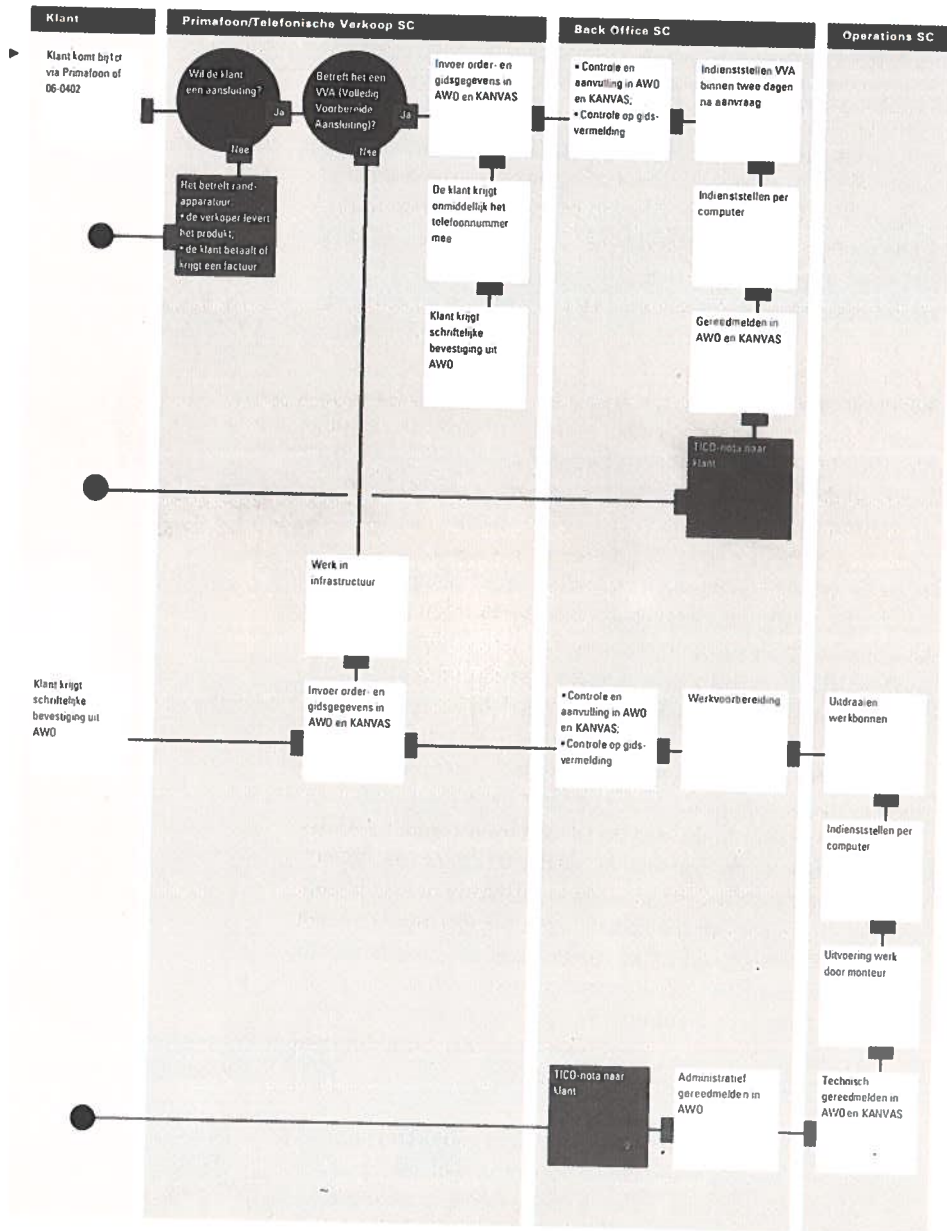 Klant
Primafoon/Telefonische Verkoop SC
Back Office SC
Operations SC
Klant komt
via Primafoon of
06-0402
Wil de klant
een aansluiting?
Ja
Nee
Betreft het een
VVA (Volledig
Voorbereide
Aansluiting)?
Ja
Nee
Invoer order- en
gidsgegevens in
AWO en KANVAS
• Controle en
aanvulling in AWO
en KANVAS;
• Controle op gids-
vermelding
Indienststellen VVA
binnen twee dagen
na aanvraag
Het betreft rand-
apparatuur:
• de verkoper levert
het produkt;
• de klant betaalt of
krijgt een factuur
De klant krijgt
onmiddellijk het
telefoonnummer
mee
Indienststellen per
computer
Klant krijgt
schriftelijke
bevestiging uit
AWO
Gereedmelden in
AWO en KANVAS
TICO-nota naar
klant
Werk in
infrastructuur
Klant krijgt
schriftelijke
bevestiging uit
AWO
Invoer order- en
gidsgegevens in
AWO en KANVAS
• Controle en
aanvulling in AWO
en KANVAS;
• Controle op gids-
vermelding
Werkvoorbereiding
Uitdraaien
werkbonnen
Indienststellen per
computer
Uitvoering werk
door monteur
TICO-nota naar
klant
Administratief
gereedmelden in
AWO
Technisch
gereedmelden in
AWO en KANVAS